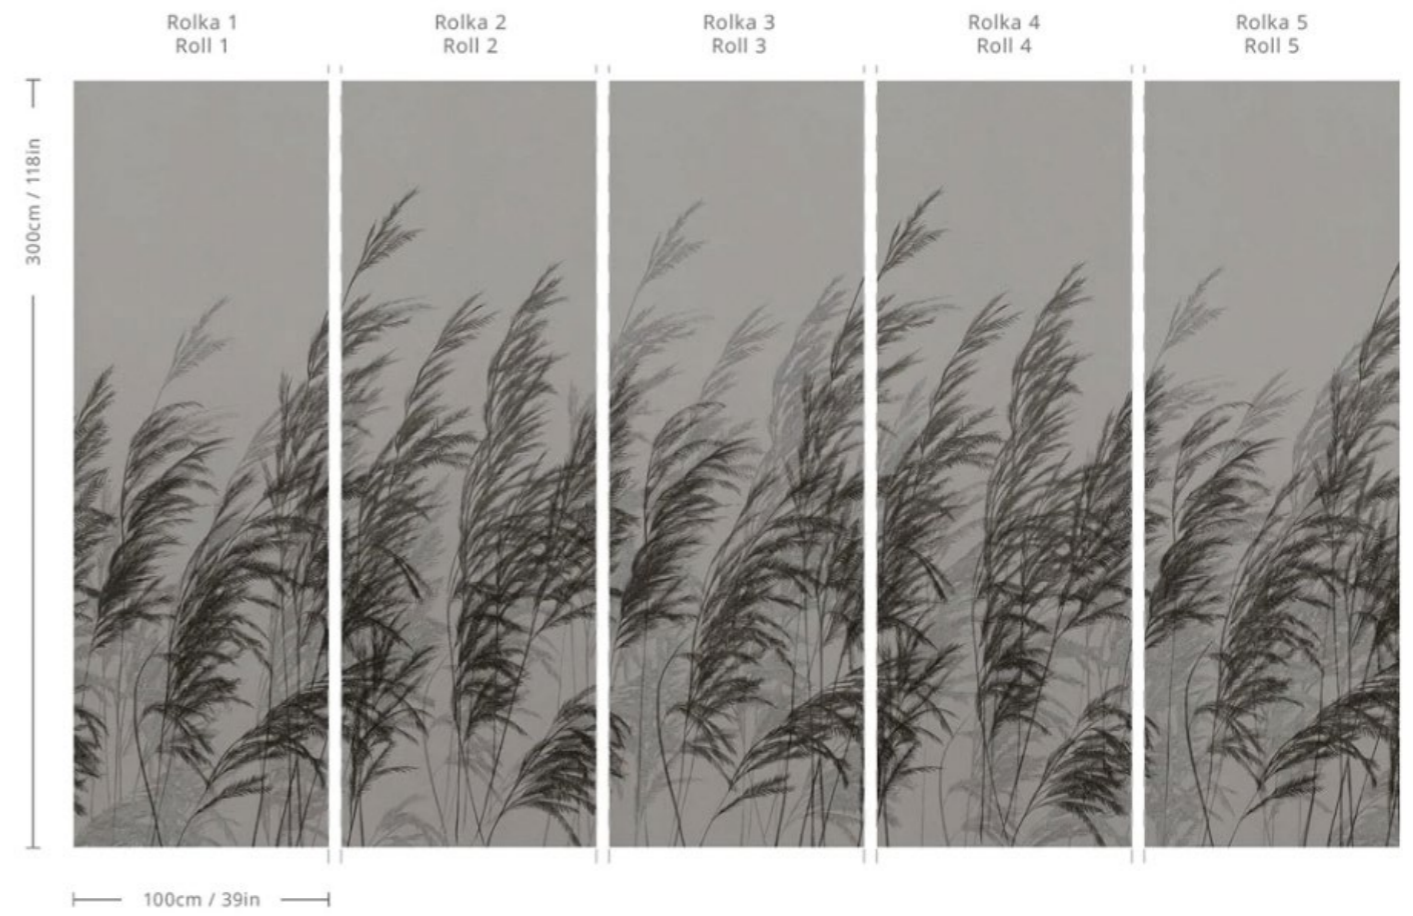 Rolka 1
Roll 1
Rolka 2
Roll 2
Rolka 3
Roll 3
Rolka 4
Roll 4
Rolka 5
Roll 5
300cm / 118in
100cm / 39in